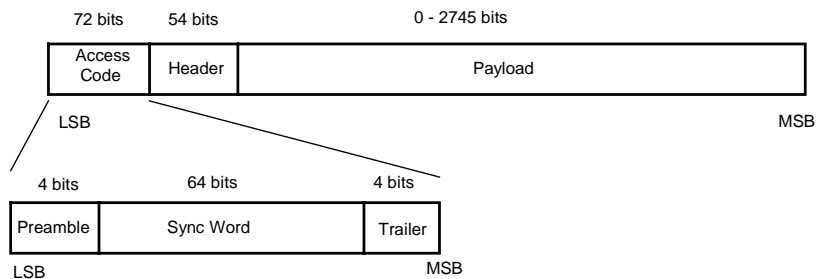 72 bits 54 bits 0 - 2745 bits
Access
Code
Header
Payload
LSB MSB
4 bits 64 bits 4 bits
Preamble Sync Word Trailer
LSB MSB